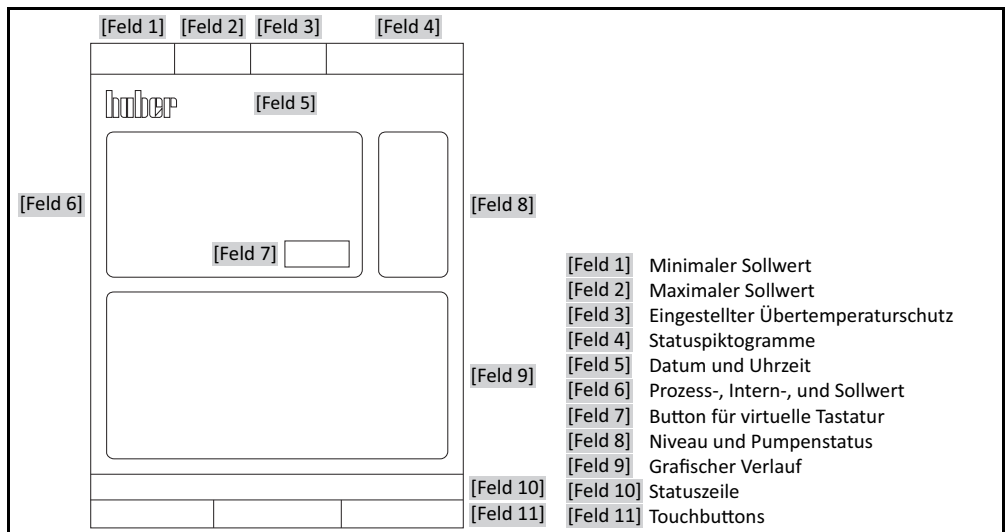 [Feld 1] [Feld 2] [Feld 3] [Feld 4]
huber [Feld 5]
[Feld 6]
[Feld 8]
[Feld 7]
[Feld 9]
[Feld 10]
[Feld 11]
[Feld 1] Minimaler Sollwert
[Feld 2] Maximaler Sollwert
[Feld 3] Eingestellter Übertemperaturschutz
[Feld 4] Statuspiktogramme
[Feld 5] Datum und Uhrzeit
[Feld 6] Prozess-, Intern-, und Sollwert
[Feld 7] Button für virtuelle Tastatur
[Feld 8] Niveau und Pumpenstatus
[Feld 9] Grafischer Verlauf
[Feld 10] Statuszeile
[Feld 11] Touchbuttons